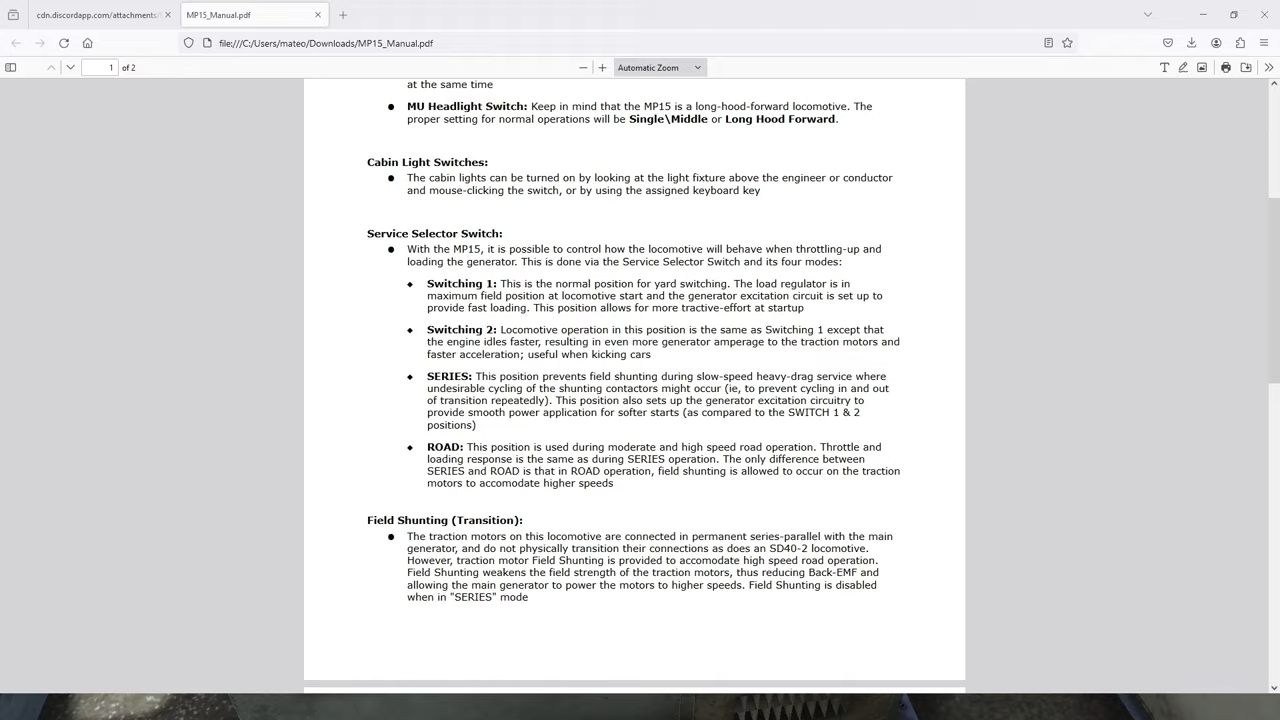 cdn.discordapp.com/attachments/
MP15_Manual.pdf
file:///C:/Users/mateo/Downloads/MP15_Manual.pdf
1 of 2
Automatic Zoom
at the same time
● MU Headlight Switch: Keep in mind that the MP15 is a long-hood-forward locomotive. The
proper setting for normal operations will be Single\Middle or Long Hood Forward.
Cabin Light Switches:
● The cabin lights can be turned on by looking at the light fixture above the engineer or conductor
and mouse-clicking the switch, or by using the assigned keyboard key
Service Selector Switch:
● With the MP15, it is possible to control how the locomotive will behave when throttling-up and
loading the generator. This is done via the Service Selector Switch and its four modes:
◆ Switching 1: This is the normal position for yard switching. The load regulator is in
maximum field position at locomotive start and the generator excitation circuit is set up to
provide fast loading. This position allows for more tractive-effort at startup
◆ Switching 2: Locomotive operation in this position is the same as Switching 1 except that
the engine idles faster, resulting in even more generator amperage to the traction motors and
faster acceleration; useful when kicking cars
◆ SERIES: This position prevents field shunting during slow-speed heavy-drag service where
undesirable cycling of the shunting contactors might occur (ie, to prevent cycling in and out
of transition repeatedly). This position also sets up the generator excitation circuitry to
provide smooth power application for softer starts (as compared to the SWITCH 1 & 2
positions)
◆ ROAD: This position is used during moderate and high speed road operation. Throttle and
loading response is the same as during SERIES operation. The only difference between
SERIES and ROAD is that in ROAD operation, field shunting is allowed to occur on the traction
motors to accomodate higher speeds
Field Shunting (Transition):
● The traction motors on this locomotive are connected in permanent series-parallel with the main
generator, and do not physically transition their connections as does an SD40-2 locomotive.
However, traction motor Field Shunting is provided to accomodate high speed road operation.
Field Shunting weakens the field strength of the traction motors, thus reducing Back-EMF and
allowing the main generator to power the motors to higher speeds. Field Shunting is disabled
when in "SERIES" mode